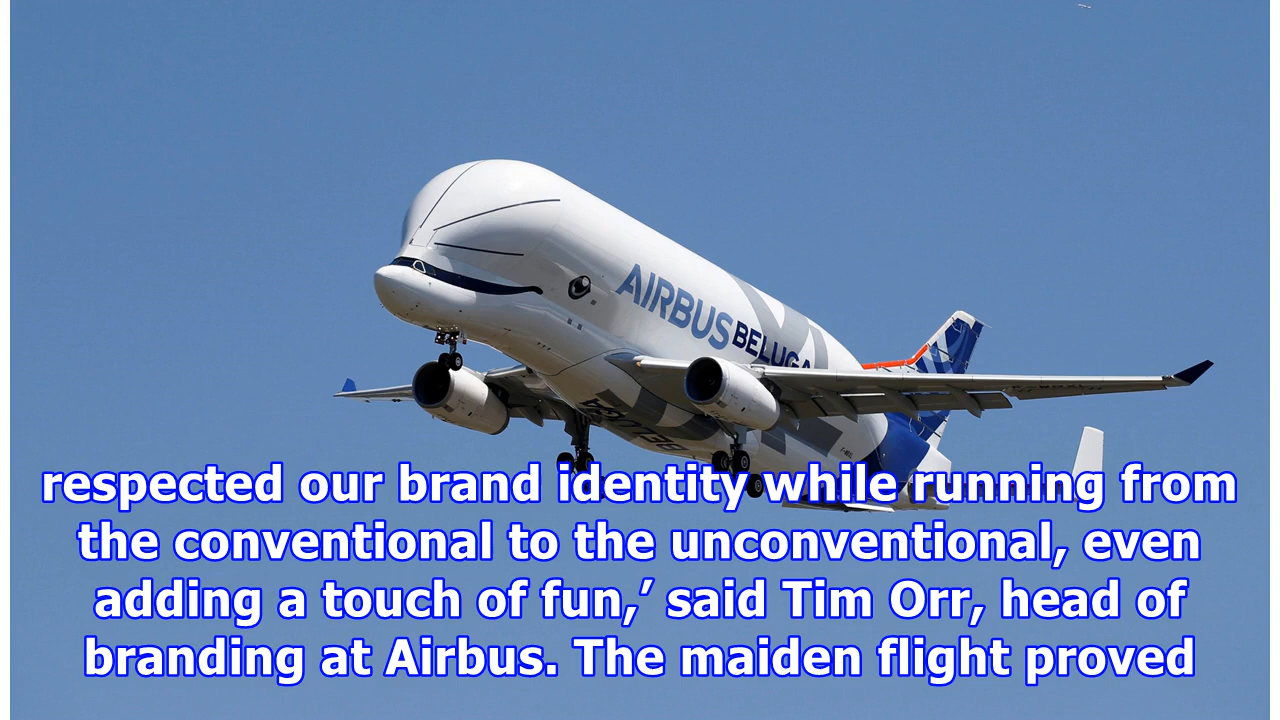 AIRBUS
BELUGA
BELUGA
respected our brand identity while running from
the conventional to the unconventional, even
adding a touch of fun,’ said Tim Orr, head of
branding at Airbus. The maiden flight proved